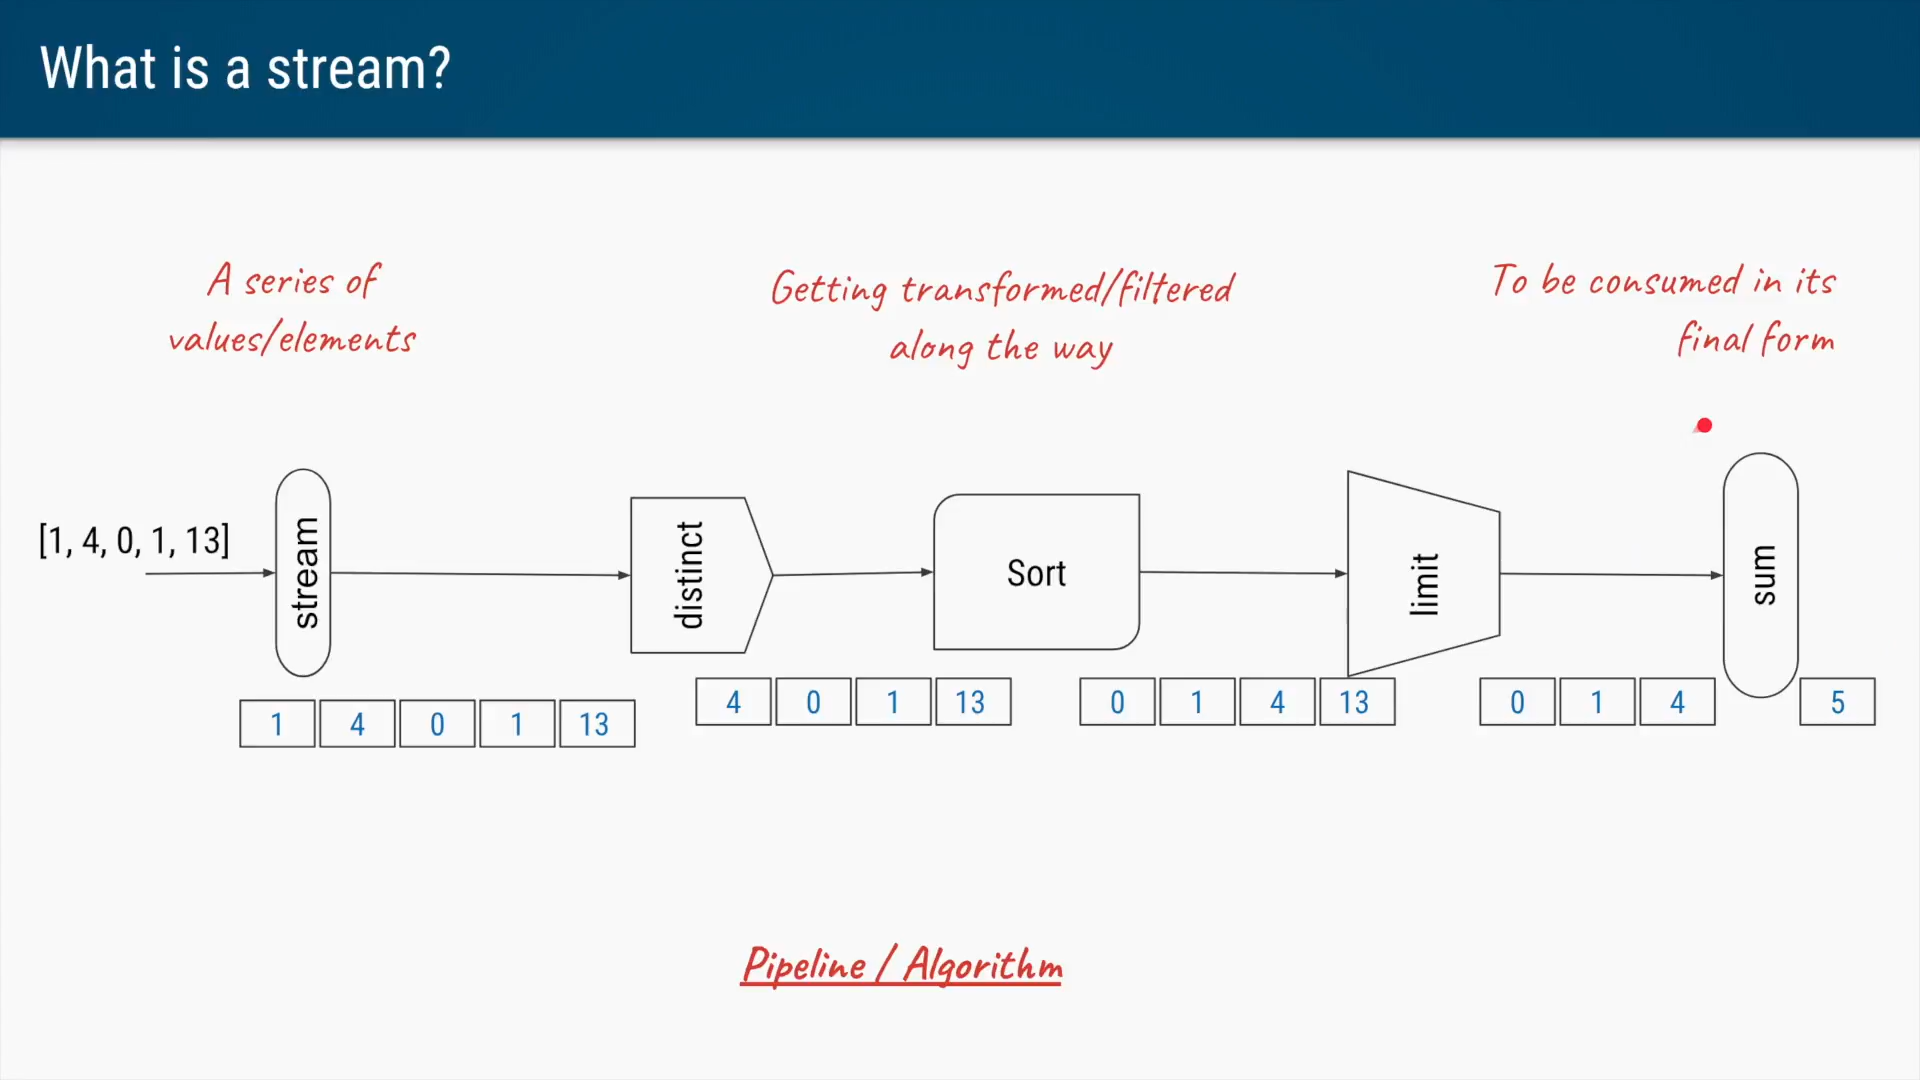 What is a stream?
A series of
values/elements
Getting transformed/filtered
along the way
To be consumed in its
final form
[1, 4, 0, 1, 13]
stream
distinct
Sort
limit
sum
1 4 0 1 13
4 0 1 13
0 1 4 13
0 1 4
5
Pipeline / Algorithm